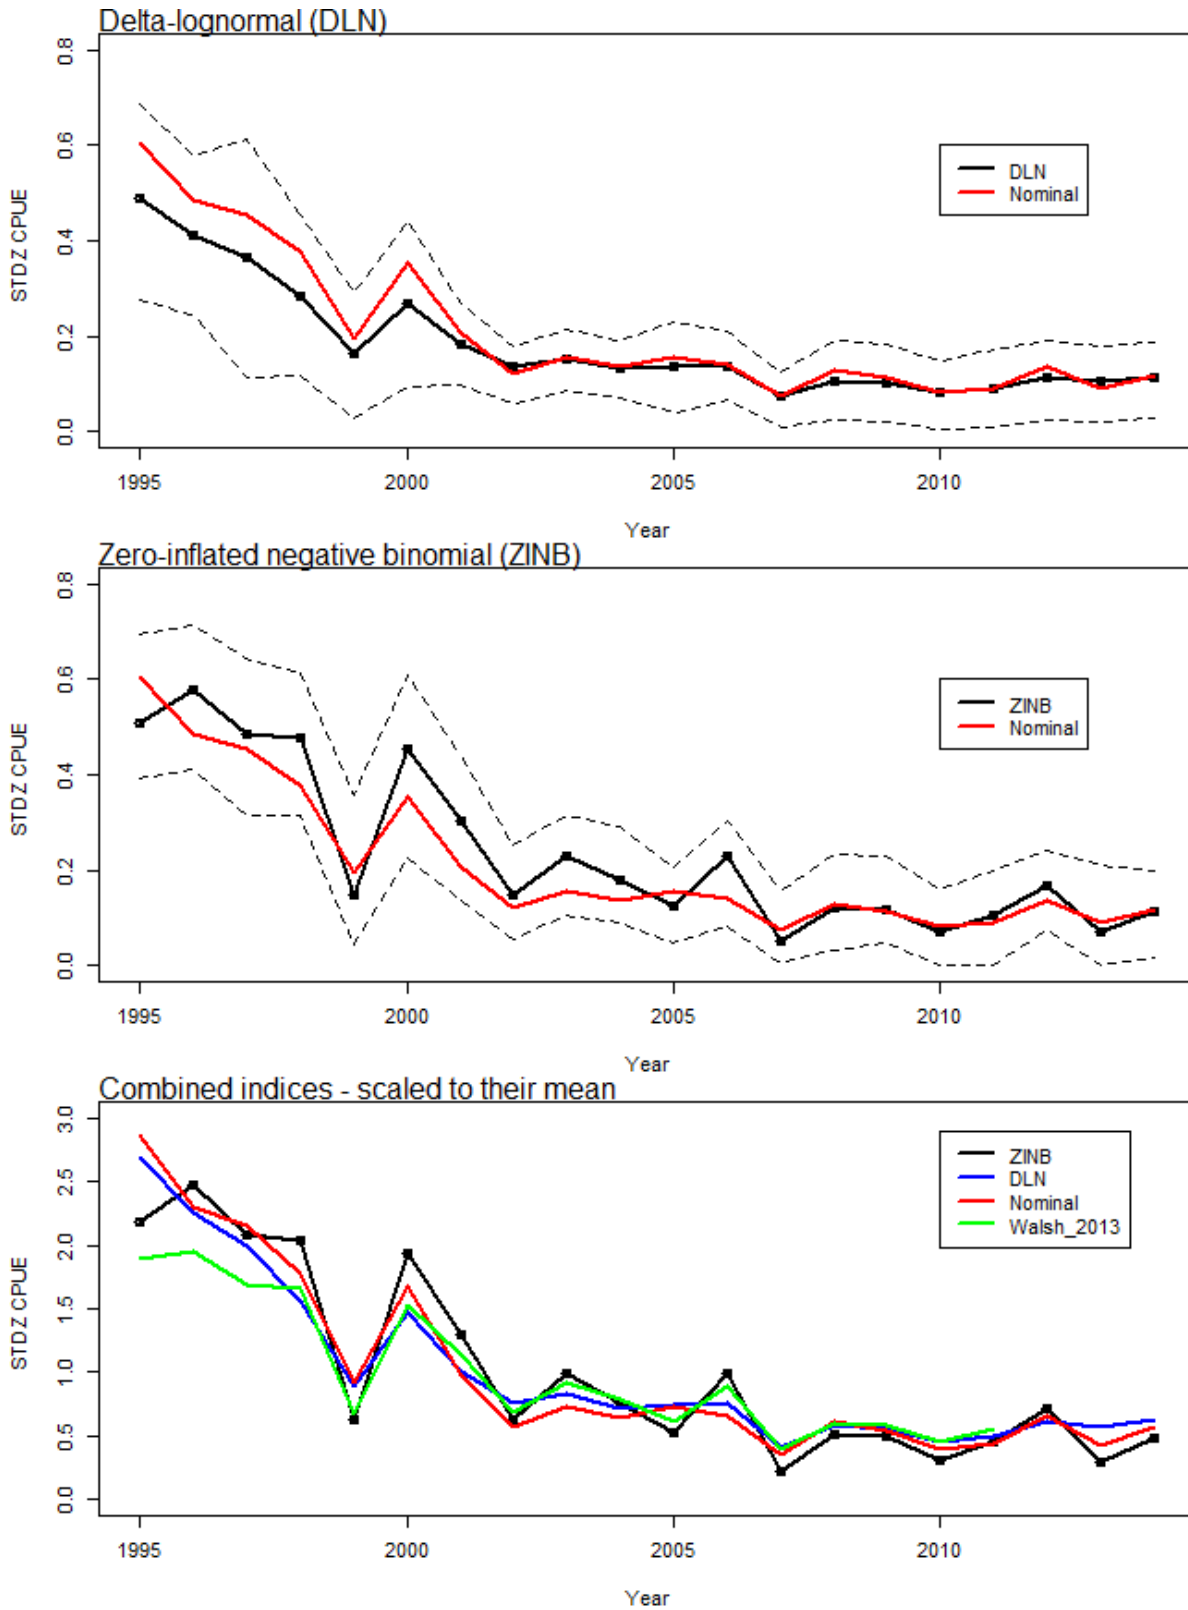 Delta-lognormal (DLN)
0.8
0.6
0.4
0.2
0.0
STDZ CPUE
DLN
Nominal
1995 2000 2005 2010
Year
Zero-inflated negative binomial (ZINB)
0.8
0.6
0.4
0.2
0.0
STDZ CPUE
ZINB
Nominal
1995 2000 2005 2010
Year
Combined indices - scaled to their mean
3.0
2.5
2.0
1.5
1.0
0.5
0.0
STDZ CPUE
ZINB
DLN
Nominal
Walsh_2013
1995 2000 2005 2010
Year